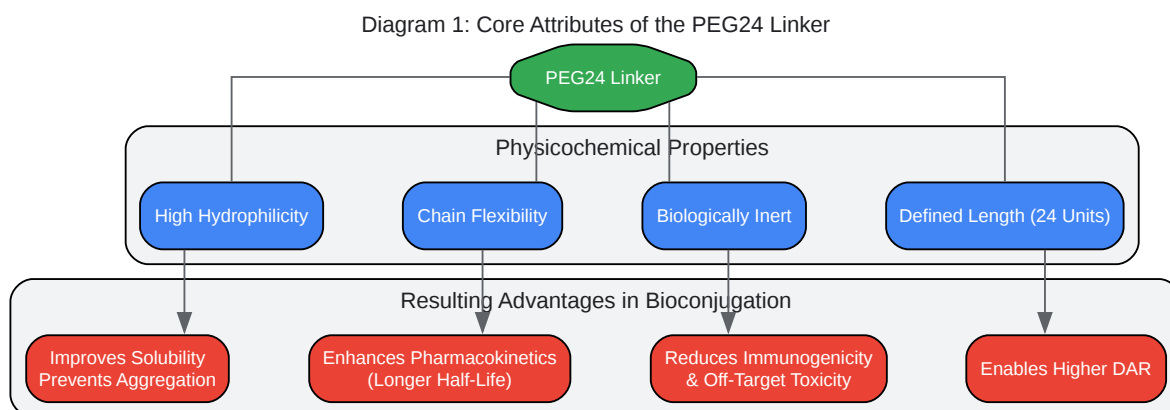 Diagram 1: Core Attributes of the PEG24 Linker
PEG24 Linker
Physicochemical Properties
High Hydrophilicity
Chain Flexibility
Biologically Inert
Defined Length (24 Units)
Resulting Advantages in Bioconjugation
Improves Solubility
Prevents Aggregation
Enhances Pharmacokinetics
(Longer Half-Life)
Reduces Immunogenicity
& Off-Target Toxicity
Enables Higher DAR